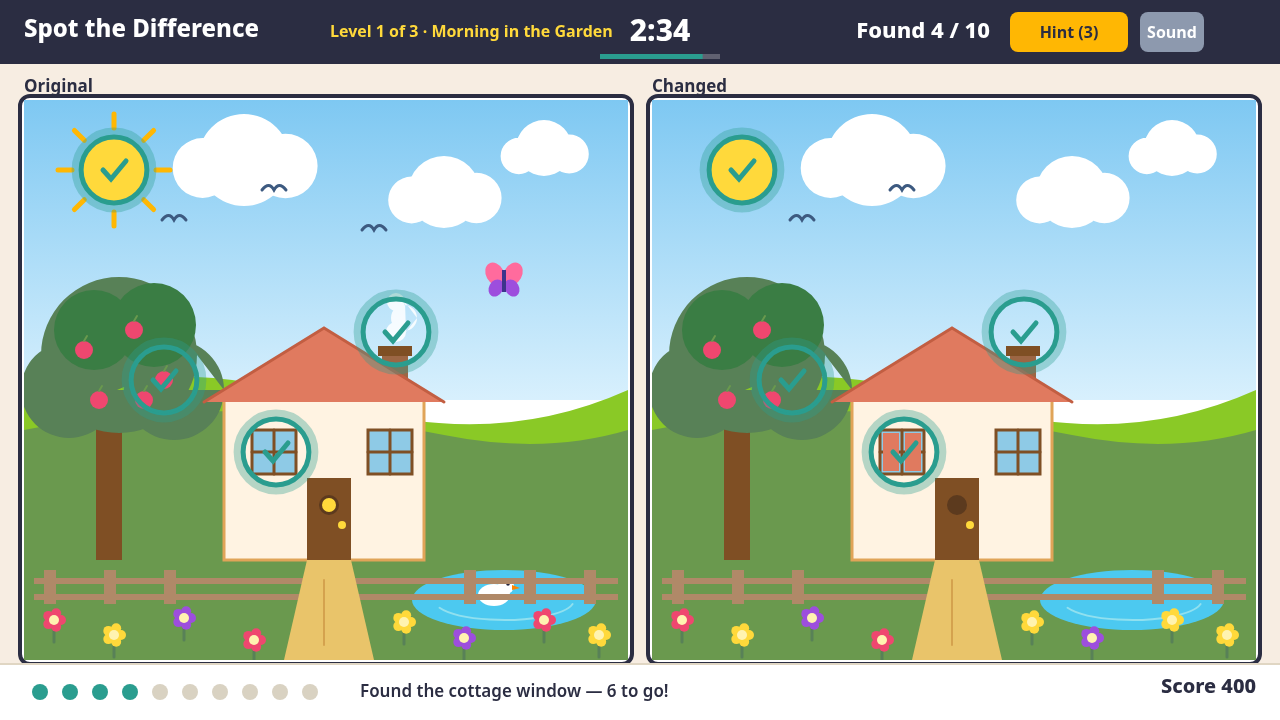 Spot the Difference
Level 1 of 3 · Morning in the Garden
2:34
Found 4 / 10
Hint (3)
Sound
Original
Changed
Found the cottage window — 6 to go!
Score 400